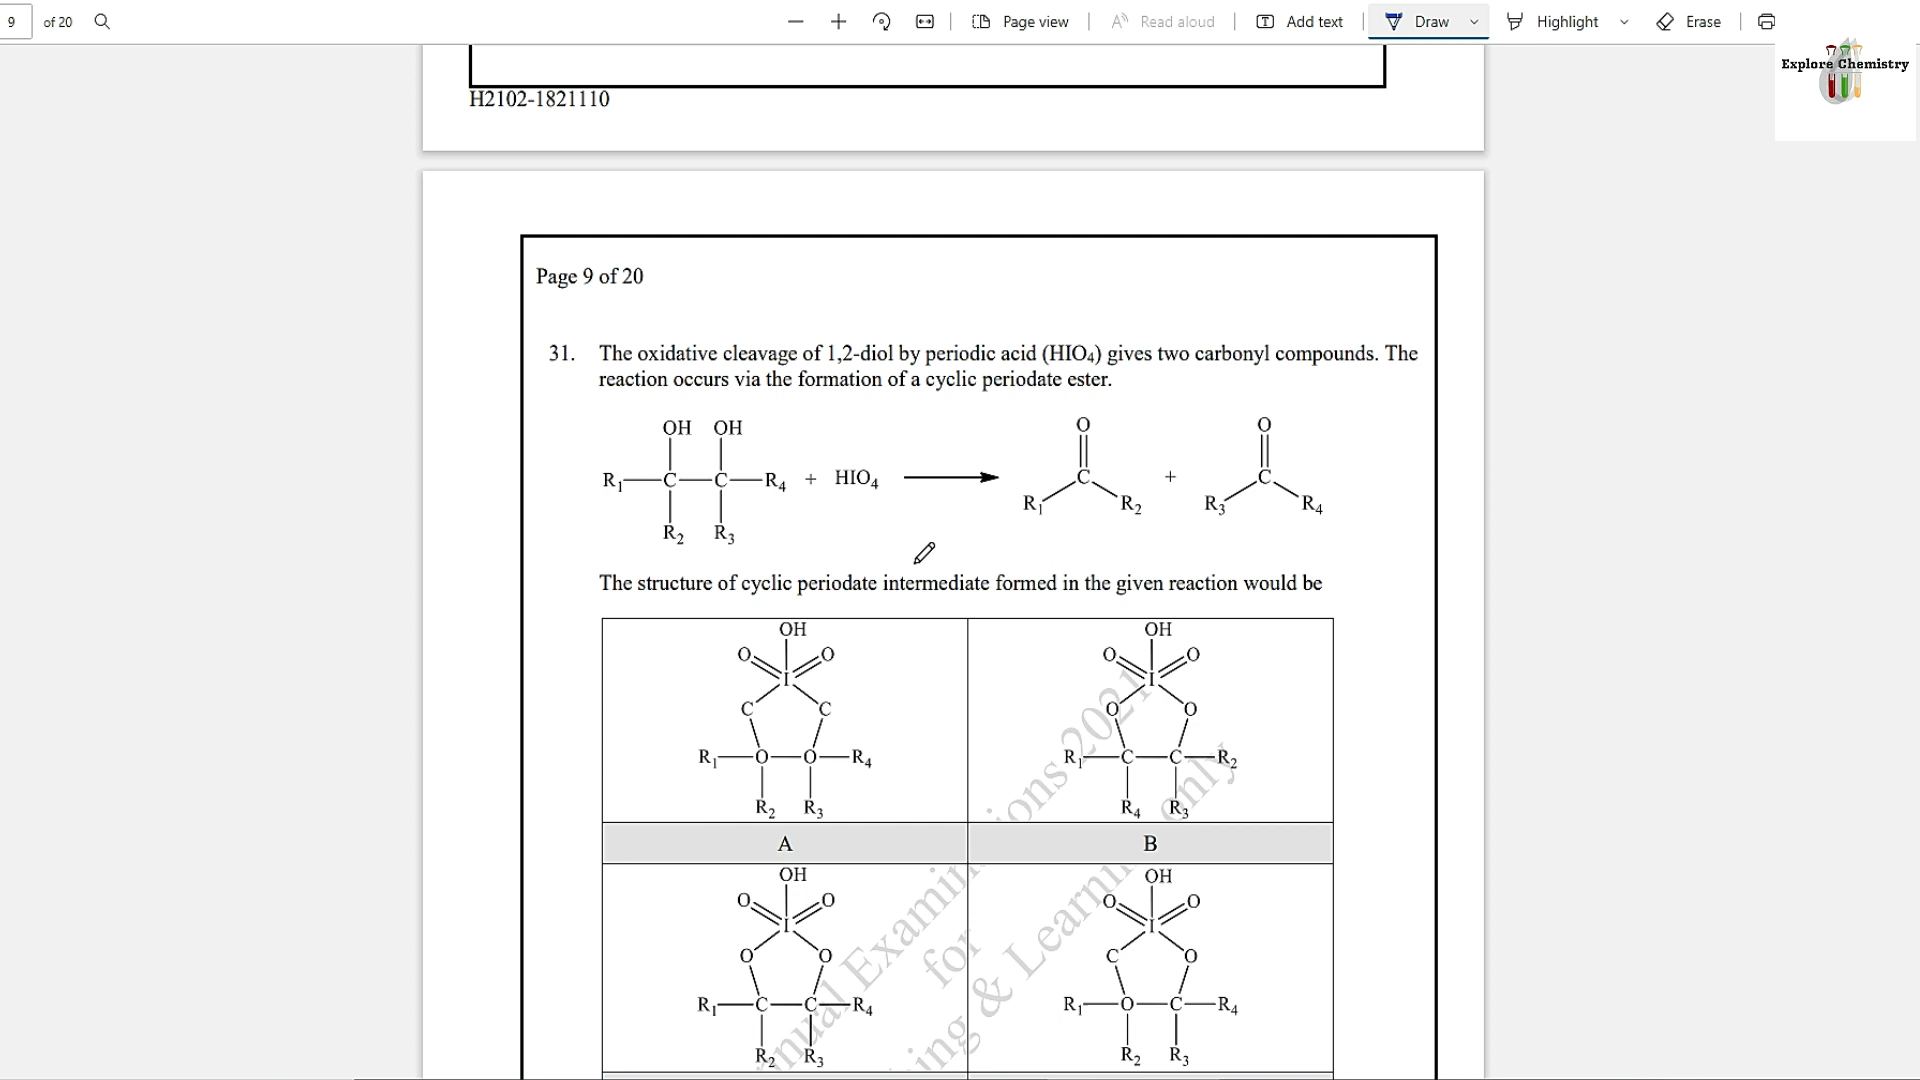 9 of 20 Page view Read aloud Add text Draw Highlight Erase
Explore Chemistry
H2102-1821110
Page 9 of 20
31. The oxidative cleavage of 1,2-diol by periodic acid (HIO₄) gives two carbonyl compounds. The
reaction occurs via the formation of a cyclic periodate ester.
OH OH O O
R₁ C C R₄ + HIO₄ C + C
R₁ R₂ R₃ R₄
R₂ R₃
The structure of cyclic periodate intermediate formed in the given reaction would be
OH OH
O O O O
I I
C C O O
R₁ O O R₄ R₁ C C R₂
R₂ R₃ R₄ R₃
A B
OH OH
O O O O
I I
O O C O
R₁ C C R₄ R₁ O C R₄
R₂ R₃ R₂ R₃
2021
only
for